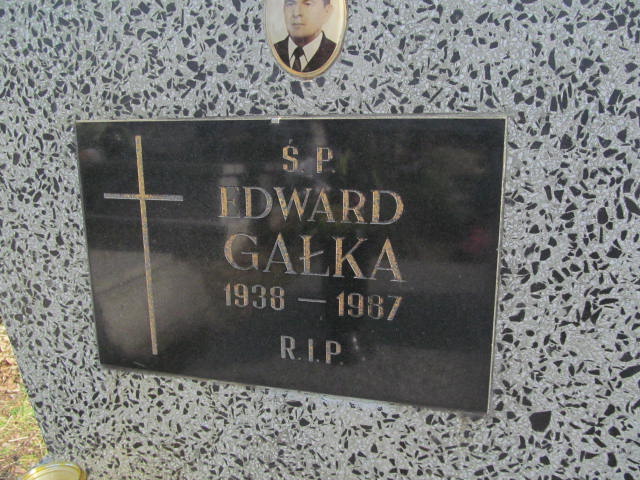 Ś. P.
EDWARD
GAŁKA
1938 — 1987
R.I.P.